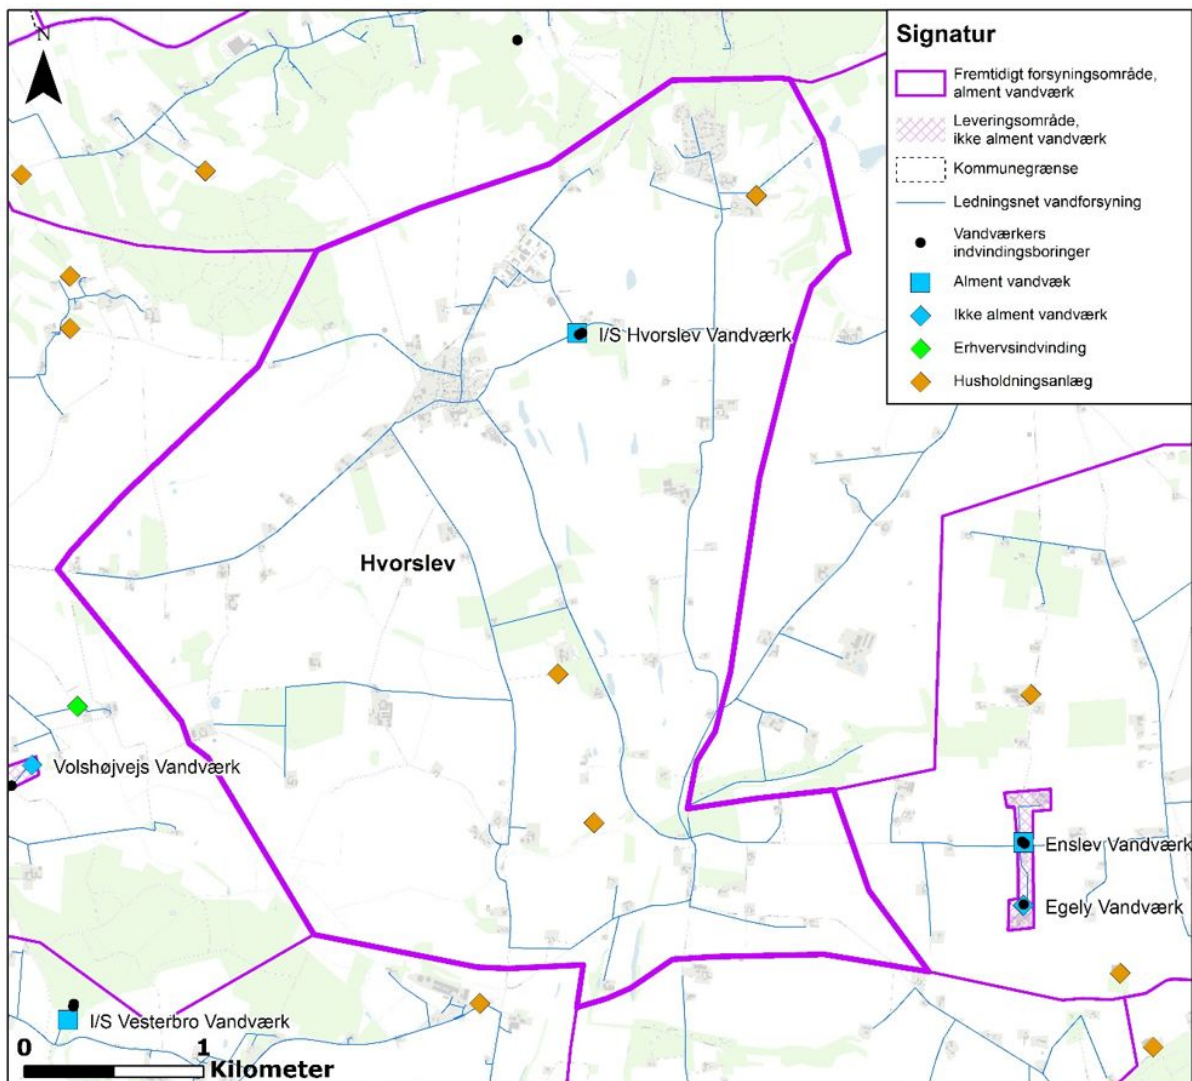 N
Signatur
Fremtidigt forsyningsområde,
alment vandværk
Leveringsområde,
ikke alment vandværk
Kommunegrænse
Ledningsnet vandforsyning
Vandværkers
indvindingsboringer
Alment vandvæk
Ikke alment vandværk
Erhvervsindvinding
Husholdningsanlæg
I/S Hvorslev Vandværk
Hvorslev
Volshøjvejs Vandværk
Enslev Vandværk
Egely Vandværk
I/S Vesterbro Vandværk
0 1
Kilometer